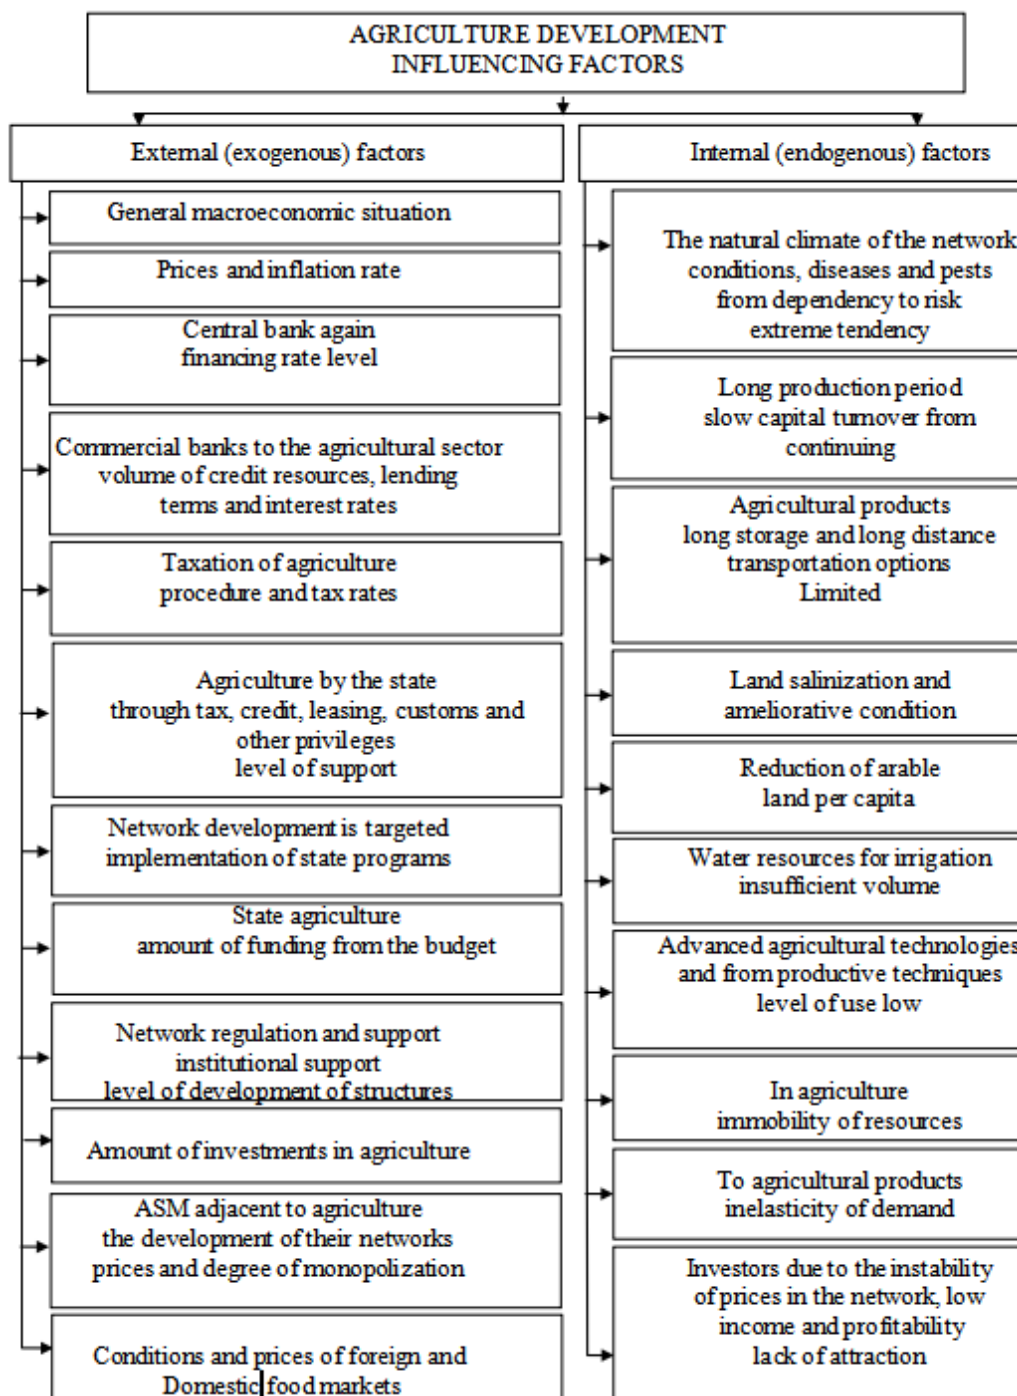 AGRICULTURE DEVELOPMENT
INFLUENCING FACTORS
External (exogenous) factors
General macroeconomic situation
Prices and inflation rate
Central bank again
financing rate level
Commercial banks to the agricultural sector
volume of credit resources, lending
terms and interest rates
Taxation of agriculture
procedure and tax rates
Agriculture by the state
through tax, credit, leasing, customs and
other privileges
level of support
Network development is targeted
implementation of state programs
State agriculture
amount of funding from the budget
Network regulation and support
institutional support
level of development of structures
Amount of investments in agriculture
ASM adjacent to agriculture
the development of their networks
prices and degree of monopolization
Conditions and prices of foreign and
Domestic food markets
Internal (endogenous) factors
The natural climate of the network
conditions, diseases and pests
from dependency to risk
extreme tendency
Long production period
slow capital turnover from
continuing
Agricultural products
long storage and long distance
transportation options
Limited
Land salinization and
ameliorative condition
Reduction of arable
land per capita
Water resources for irrigation
insufficient volume
Advanced agricultural technologies
and from productive techniques
level of use low
In agriculture
immobility of resources
To agricultural products
inelasticity of demand
Investors due to the instability
of prices in the network, low
income and profitability
lack of attraction